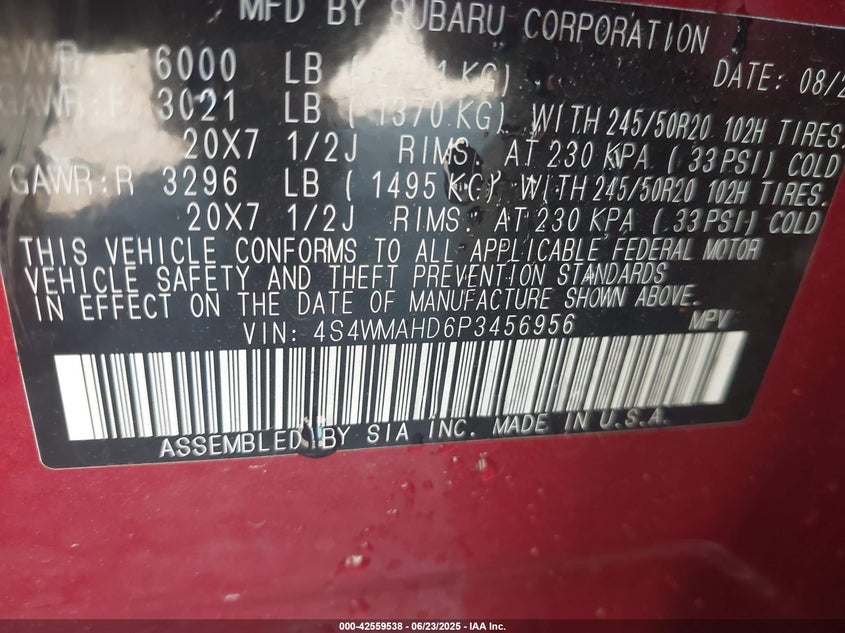 MFD BY SUBARU CORPORATION
GVWR 6000 LB ( KG) DATE: 08/2
GAWR:F 3021 LB ( 1370 KG) WITH 245/50R20 102H TIRES.
20X7 1/2J RIMS. AT 230 KPA ( 33 PSI) COLD
GAWR:R 3296 LB ( 1495 KG) WITH 245/50R20 102H TIRES.
20X7 1/2J RIMS. AT 230 KPA ( 33 PSI) COLD
THIS VEHICLE CONFORMS TO ALL APPLICABLE FEDERAL MOTOR
VEHICLE SAFETY AND THEFT PREVENTION STANDARDS
IN EFFECT ON THE DATE OF MANUFACTURE SHOWN ABOVE.
VIN: 4S4WMAHD6P3456956 MPV
ASSEMBLED BY SIA INC. MADE IN U.S.A.
000-42559538 - 06/23/2025 - IAA Inc.